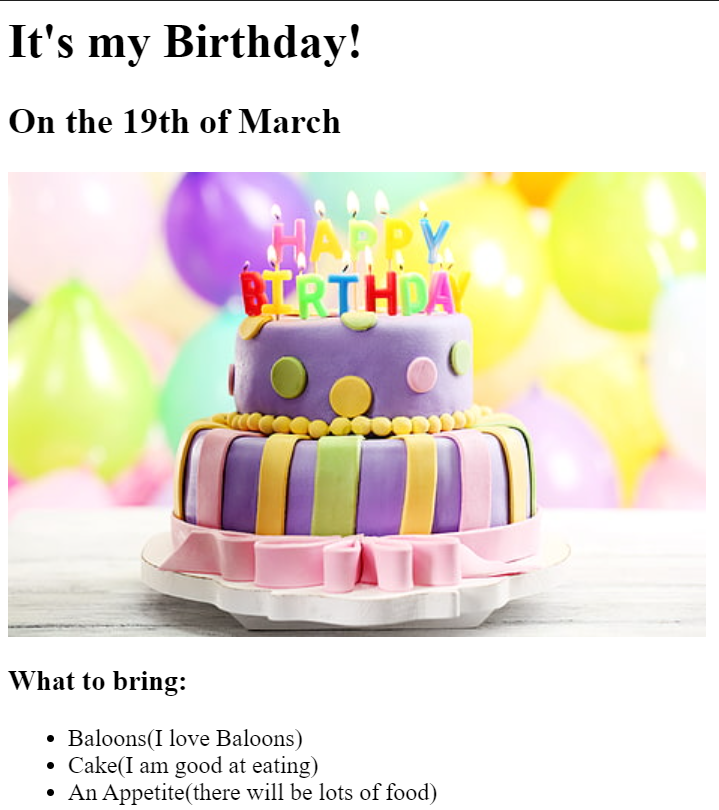 It's my Birthday!
On the 19th of March
HAPPY
BIRTHDAY
What to bring:
Baloons(I love Baloons)
Cake(I am good at eating)
An Appetite(there will be lots of food)